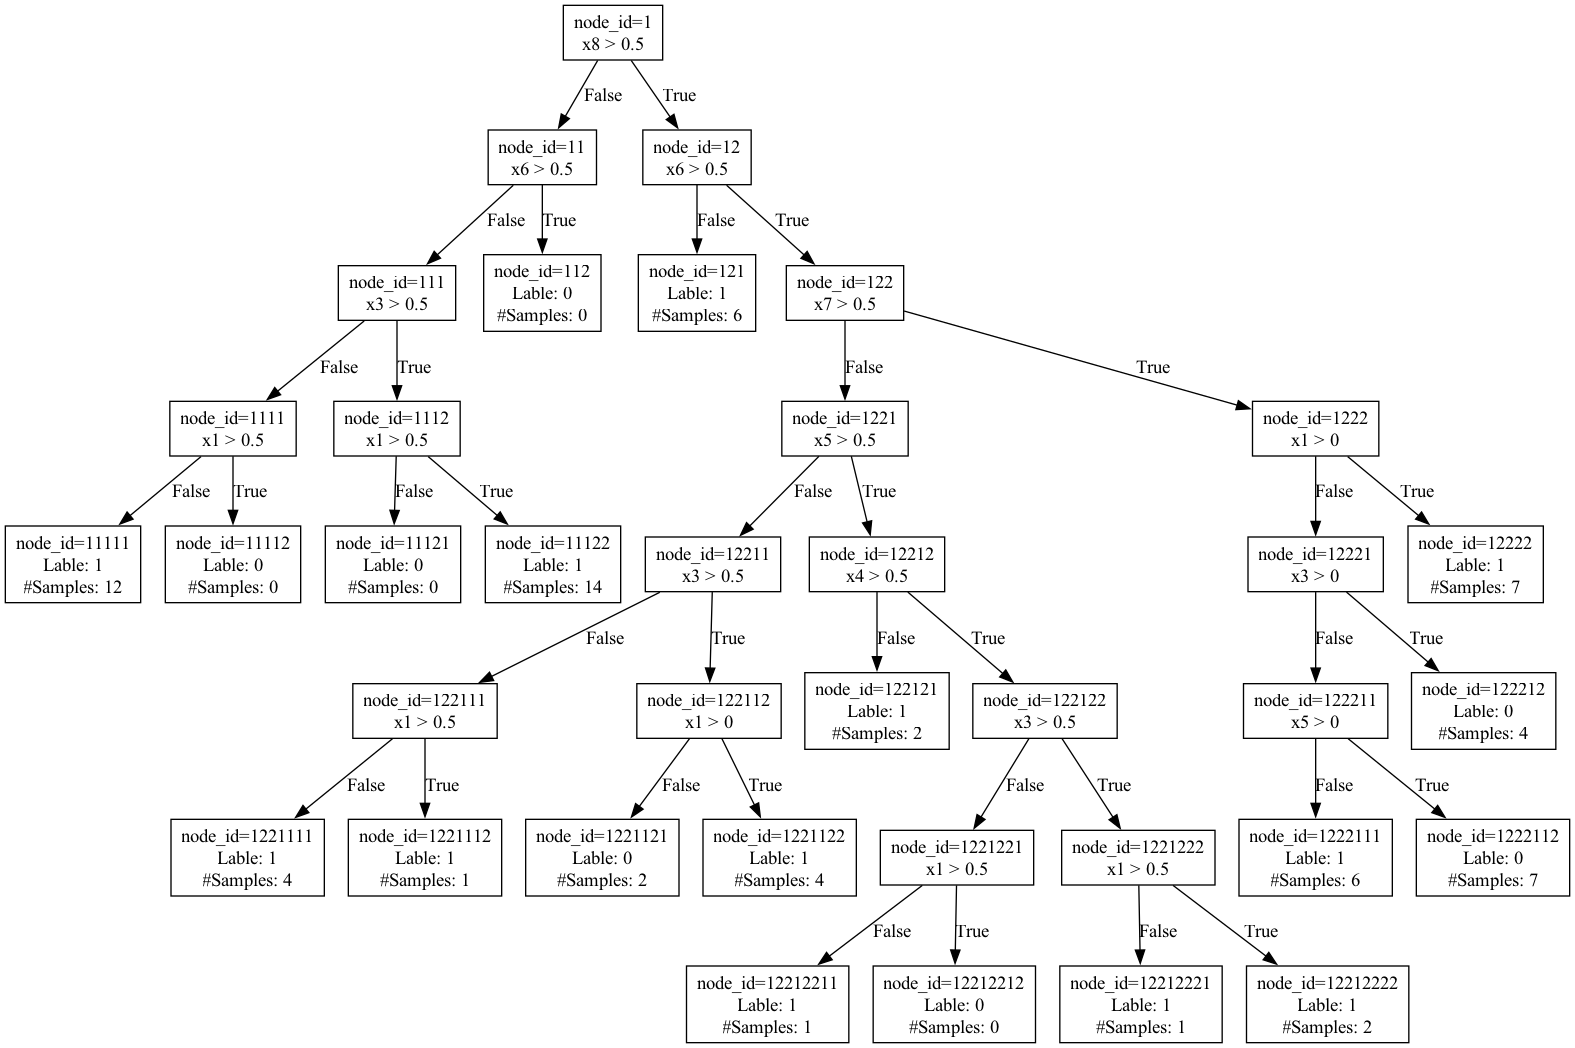 node_id=1
x8 > 0.5
False
True
node_id=11
x6 > 0.5
node_id=12
x6 > 0.5
False
True
False
True
node_id=111
x3 > 0.5
node_id=112
Lable: 0
#Samples: 0
node_id=121
Lable: 1
#Samples: 6
node_id=122
x7 > 0.5
False
True
False
True
node_id=1111
x1 > 0.5
node_id=1112
x1 > 0.5
node_id=1221
x5 > 0.5
node_id=1222
x1 > 0
False
True
False
True
False
True
False
True
node_id=11111
Lable: 1
#Samples: 12
node_id=11112
Lable: 0
#Samples: 0
node_id=11121
Lable: 0
#Samples: 0
node_id=11122
Lable: 1
#Samples: 14
node_id=12211
x3 > 0.5
node_id=12212
x4 > 0.5
node_id=12221
x3 > 0
node_id=12222
Lable: 1
#Samples: 7
False
True
False
True
False
True
node_id=122111
x1 > 0.5
node_id=122112
x1 > 0
node_id=122121
Lable: 1
#Samples: 2
node_id=122122
x3 > 0.5
node_id=122211
x5 > 0
node_id=122212
Lable: 0
#Samples: 4
False
True
False
True
False
True
False
True
node_id=1221111
Lable: 1
#Samples: 4
node_id=1221112
Lable: 1
#Samples: 1
node_id=1221121
Lable: 0
#Samples: 2
node_id=1221122
Lable: 1
#Samples: 4
node_id=1221221
x1 > 0.5
node_id=1221222
x1 > 0.5
node_id=1222111
Lable: 1
#Samples: 6
node_id=1222112
Lable: 0
#Samples: 7
False
True
False
True
node_id=12212211
Lable: 1
#Samples: 1
node_id=12212212
Lable: 0
#Samples: 0
node_id=12212221
Lable: 1
#Samples: 1
node_id=12212222
Lable: 1
#Samples: 2